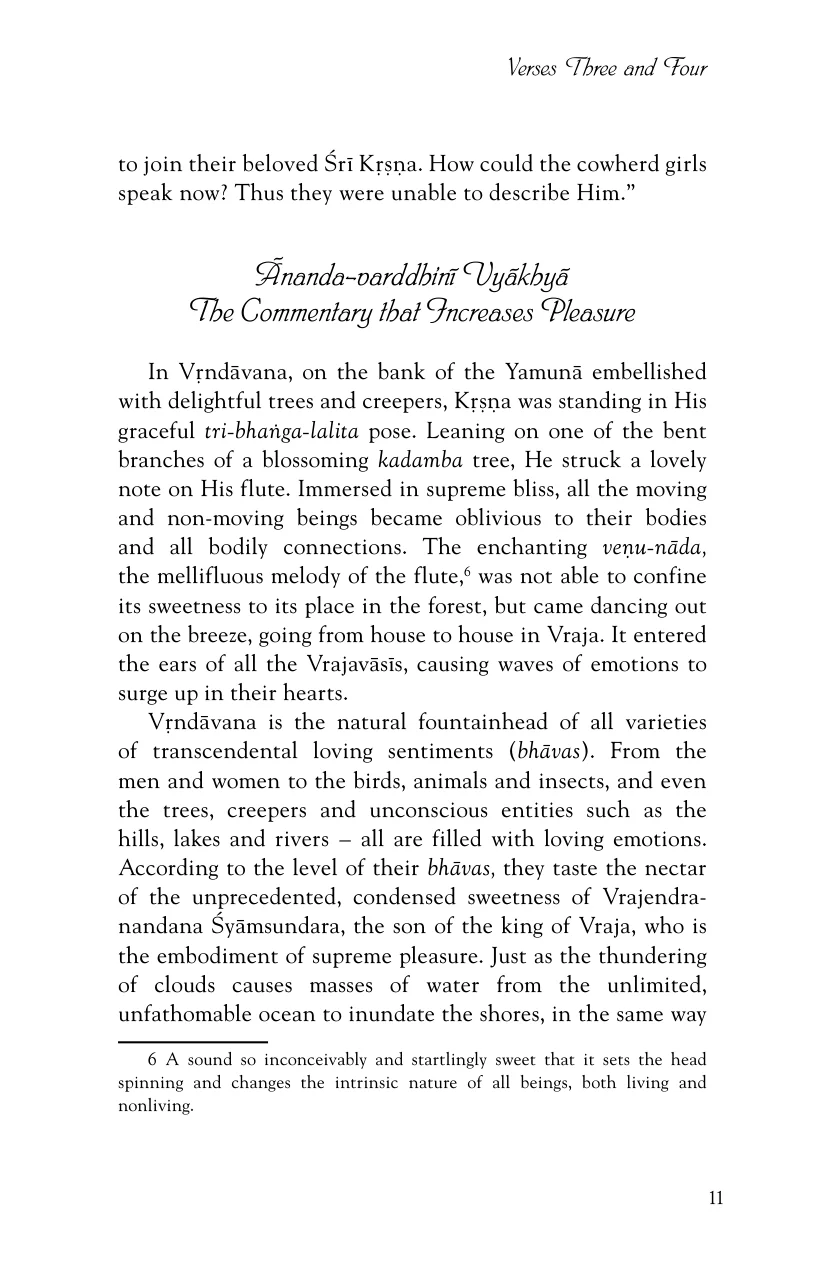 Verses Three and Four
to join their beloved Śrī Kṛṣṇa. How could the cowherd girls
speak now? Thus they were unable to describe Him.”
Ānanda-varddhinī Vyākhyā
The Commentary that Increases Pleasure
In Vṛndāvana, on the bank of the Yamunā embellished
with delightful trees and creepers, Kṛṣṇa was standing in His
graceful tri-bhaṅga-lalita pose. Leaning on one of the bent
branches of a blossoming kadamba tree, He struck a lovely
note on His flute. Immersed in supreme bliss, all the moving
and non-moving beings became oblivious to their bodies
and all bodily connections. The enchanting veṇu-nāda,
the mellifluous melody of the flute,⁶ was not able to confine
its sweetness to its place in the forest, but came dancing out
on the breeze, going from house to house in Vraja. It entered
the ears of all the Vrajavāsīs, causing waves of emotions to
surge up in their hearts.
Vṛndāvana is the natural fountainhead of all varieties
of transcendental loving sentiments (bhāvas). From the
men and women to the birds, animals and insects, and even
the trees, creepers and unconscious entities such as the
hills, lakes and rivers – all are filled with loving emotions.
According to the level of their bhāvas, they taste the nectar
of the unprecedented, condensed sweetness of Vrajendra-
nandana Śyāmsundara, the son of the king of Vraja, who is
the embodiment of supreme pleasure. Just as the thundering
of clouds causes masses of water from the unlimited,
unfathomable ocean to inundate the shores, in the same way
6 A sound so inconceivably and startlingly sweet that it sets the head
spinning and changes the intrinsic nature of all beings, both living and
nonliving.
11